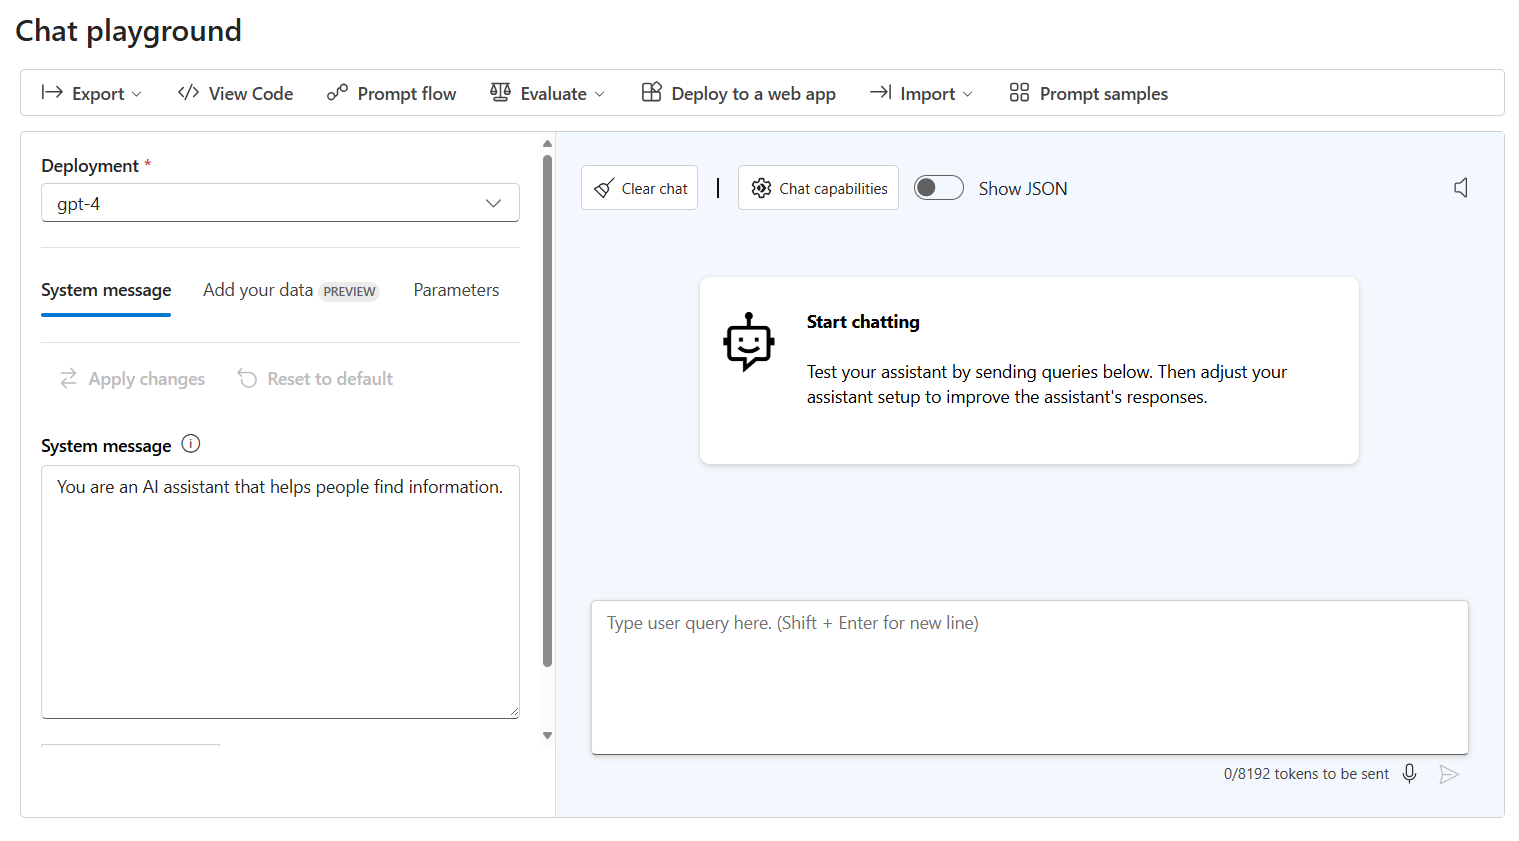 Chat playground
Export
View Code
Prompt flow
Evaluate
Deploy to a web app
Import
Prompt samples
Deployment *
gpt-4
System message
Add your data PREVIEW
Parameters
Apply changes
Reset to default
System message
You are an AI assistant that helps people find information.
Clear chat
Chat capabilities
Show JSON
Start chatting
Test your assistant by sending queries below. Then adjust your
assistant setup to improve the assistant's responses.
Type user query here. (Shift + Enter for new line)
0/8192 tokens to be sent